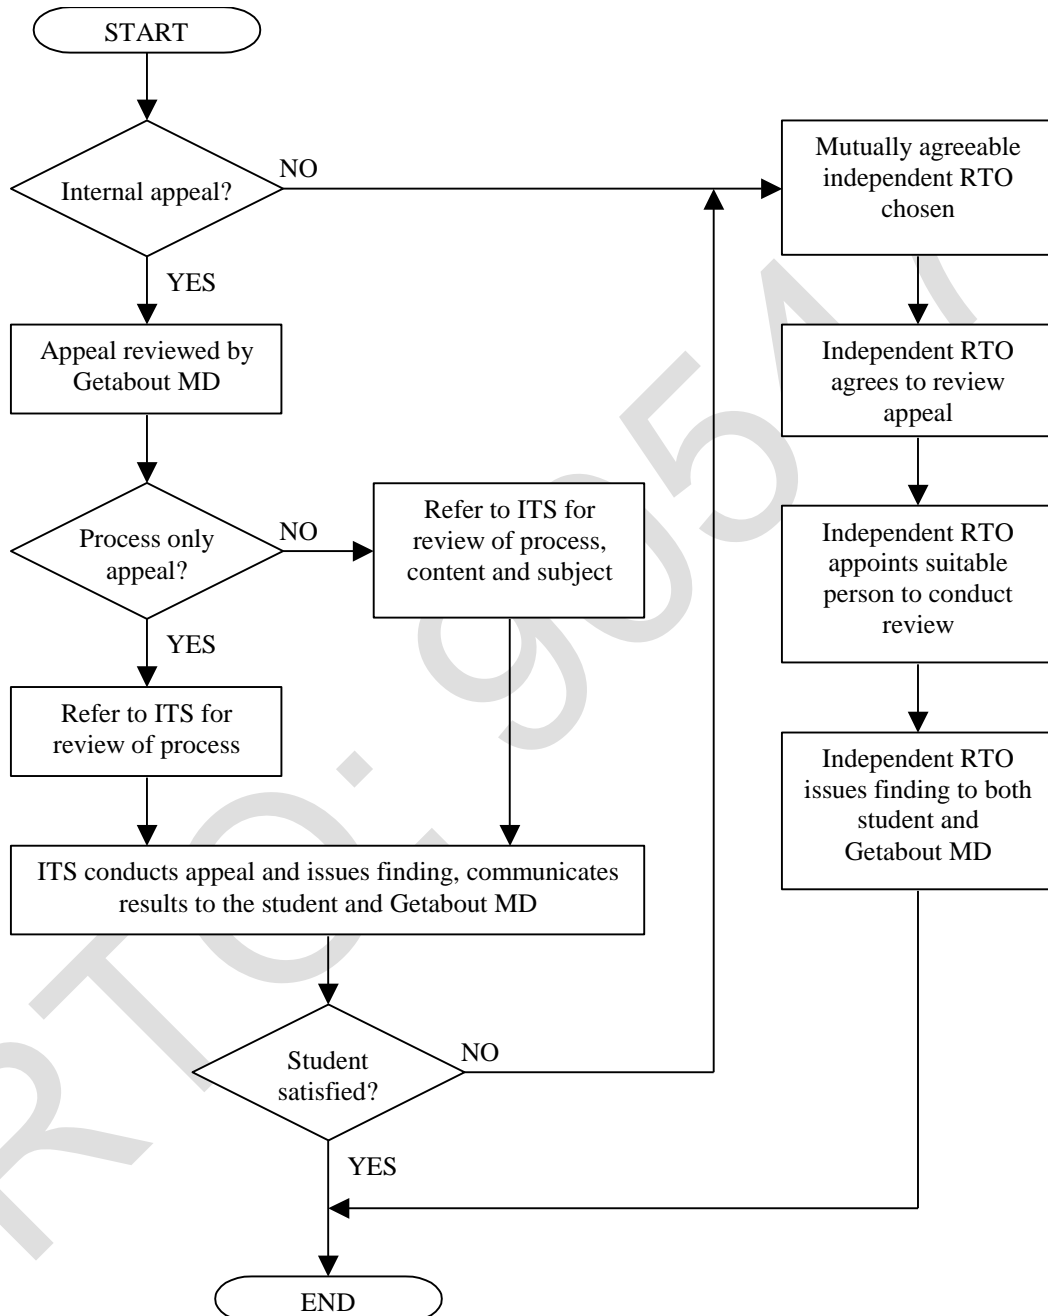 START
Internal appeal?
NO
YES
Appeal reviewed by
Getabout MD
Process only
appeal?
NO
Refer to ITS for
review of process,
content and subject
YES
Refer to ITS for
review of process
ITS conducts appeal and issues finding, communicates
results to the student and Getabout MD
Student
satisfied?
NO
YES
END
Mutually agreeable
independent RTO
chosen
Independent RTO
agrees to review
appeal
Independent RTO
appoints suitable
person to conduct
review
Independent RTO
issues finding to both
student and
Getabout MD
RTO: 9547